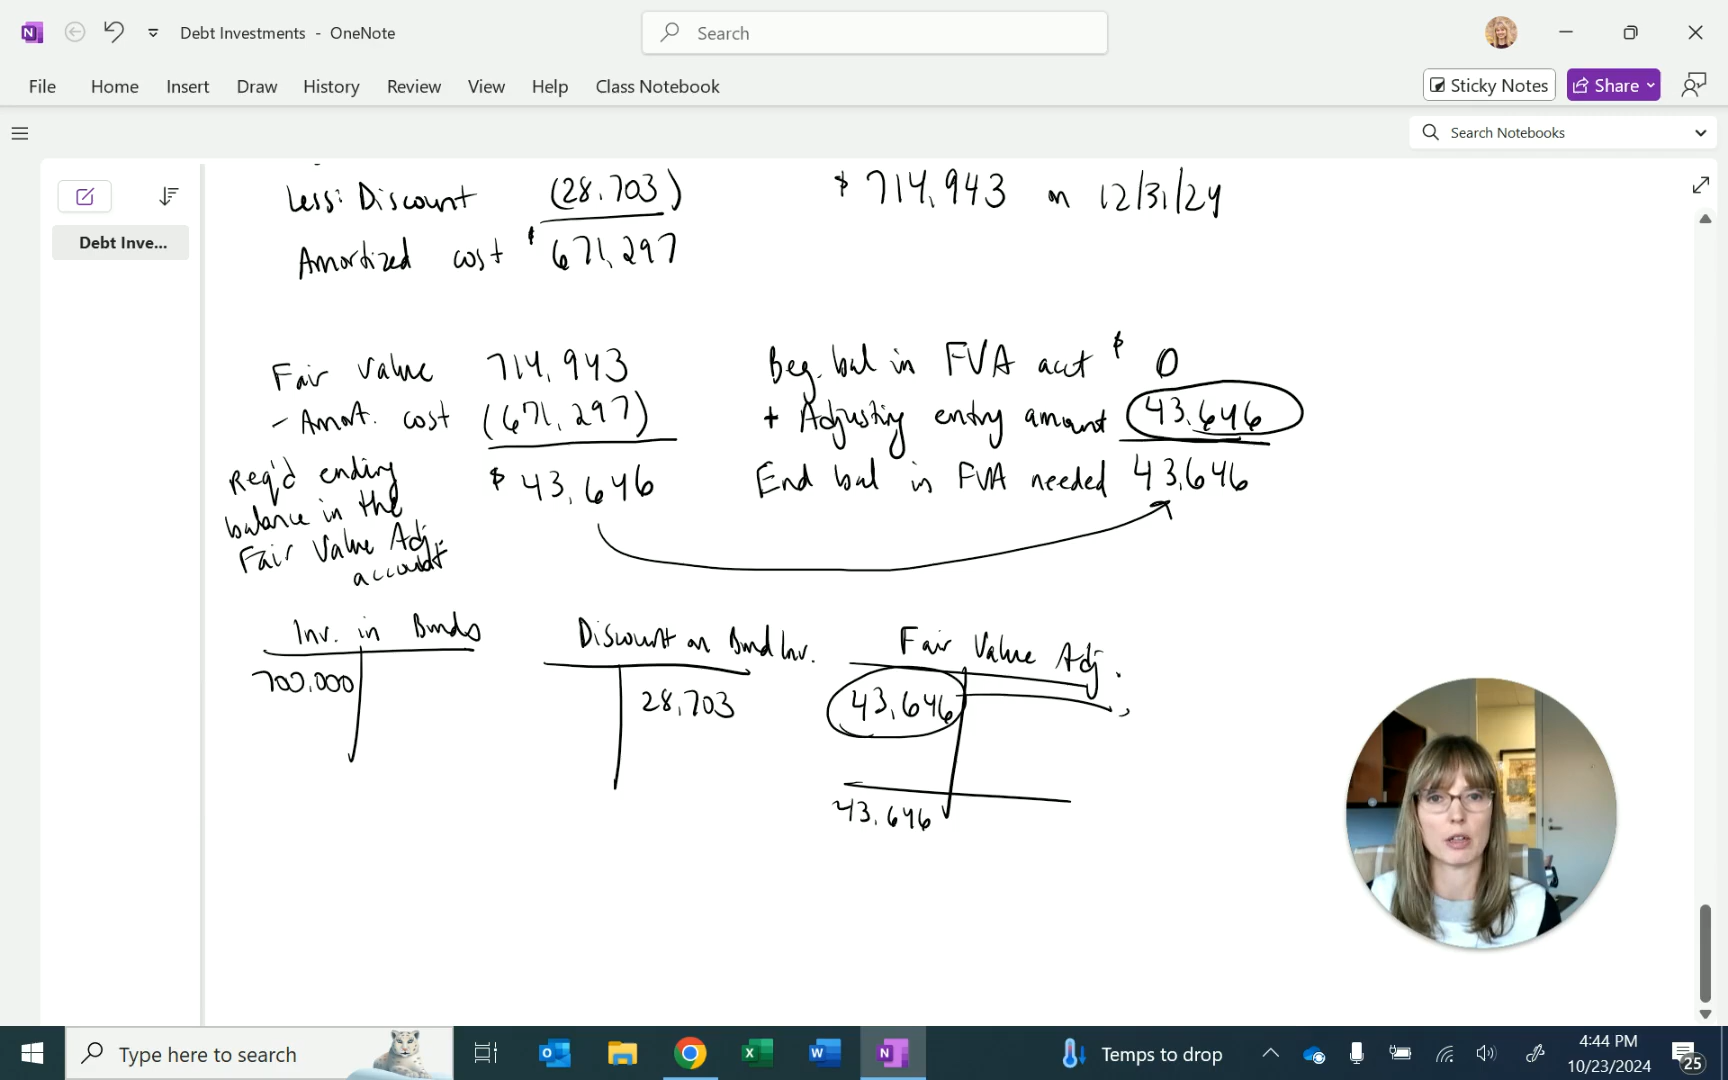 Debt Investments - OneNote
Search
File Home Insert Draw History Review View Help Class Notebook
Sticky Notes
Share
Search Notebooks
Debt Inve...
Less: Discount (28,703)
$ 714,943 on 12/31/24
Amortized cost $ 671,297
Fair Value 714,943
- Amort. cost (671,297)
Req'd ending balance in the Fair Value Adj. account
$ 43,646
Beg. bal in FVA acct $ 0
+ Adjusting entry amount 43,646
End bal in FVA needed 43,646
Inv. in Bonds
700,000
Discount on Bond Inv.
28,703
Fair Value Adj.
43,646
43,646
Type here to search
Temps to drop
4:44 PM
10/23/2024
25